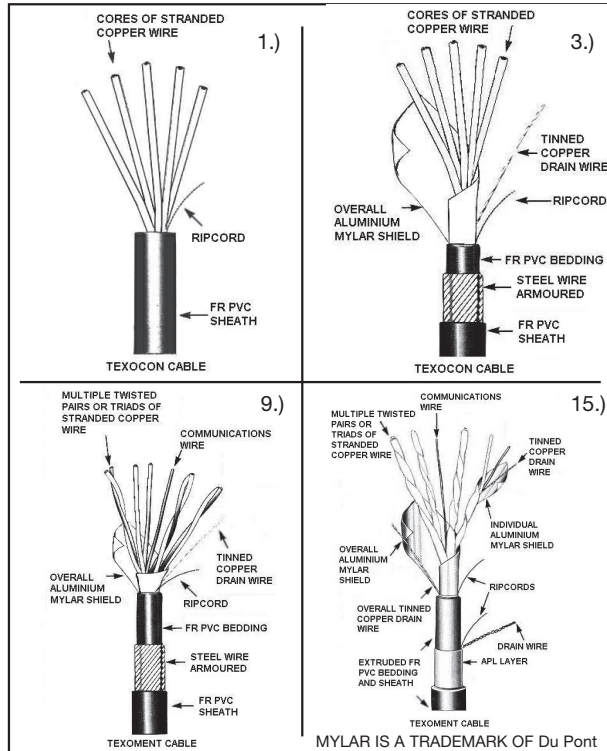 1.)
CORES OF STRANDED
COPPER WIRE
RIPCORD
FR PVC
SHEATH
TEXOCON CABLE
3.)
CORES OF STRANDED
COPPER WIRE
TINNED
COPPER
DRAIN WIRE
RIPCORD
OVERALL
ALUMINIUM
MYLAR SHIELD
FR PVC BEDDING
STEEL WIRE
ARMOURED
FR PVC
SHEATH
TEXOCON CABLE
9.)
MULTIPLE TWISTED
PAIRS OR TRIADS OF
STRANDED COPPER
WIRE
COMMUNICATIONS
WIRE
TINNED
COPPER
DRAIN WIRE
OVERALL
ALUMINIUM
MYLAR SHIELD
RIPCORD
FR PVC BEDDING
STEEL WIRE
ARMOURED
FR PVC
SHEATH
TEXOMENT CABLE
15.)
COMMUNICATIONS
WIRE
MULTIPLE TWISTED
PAIRS OR TRIADS OF
STRANDED COPPER WIRE
TINNED
COPPER
DRAIN
WIRE
INDIVIDUAL
ALUMINIUM
MYLAR SHIELD
OVERALL
ALUMINIUM
MYLAR
SHIELD
RIPCORDS
OVERALL TINNED
COPPER DRAIN
WIRE
DRAIN WIRE
EXTRUDED FR
PVC BEDDING
AND SHEATH
APL LAYER
TEXOMENT CABLE
MYLAR IS A TRADEMARK OF Du Pont